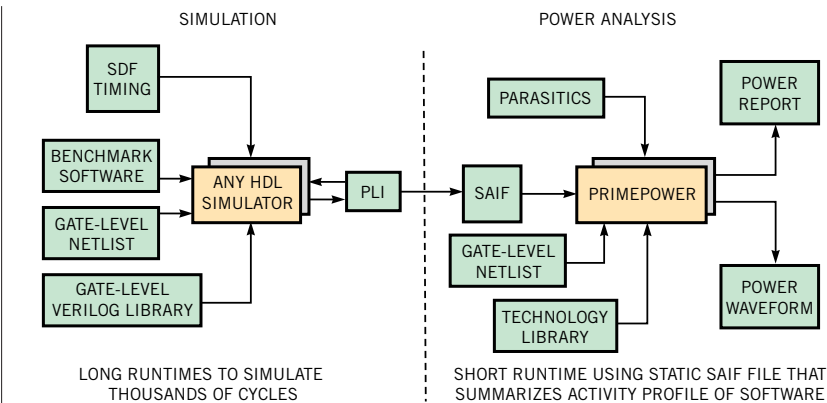 SIMULATION
POWER ANALYSIS
SDF
TIMING
BENCHMARK
SOFTWARE
GATE-LEVEL
NETLIST
GATE-LEVEL
VERILOG LIBRARY
ANY HDL
SIMULATOR
PLI
LONG RUNTIMES TO SIMULATE
THOUSANDS OF CYCLES
PARASITICS
SAIF
PRIMEPOWER
GATE-LEVEL
NETLIST
TECHNOLOGY
LIBRARY
POWER
REPORT
POWER
WAVEFORM
SHORT RUNTIME USING STATIC SAIF FILE THAT
SUMMARIZES ACTIVITY PROFILE OF SOFTWARE